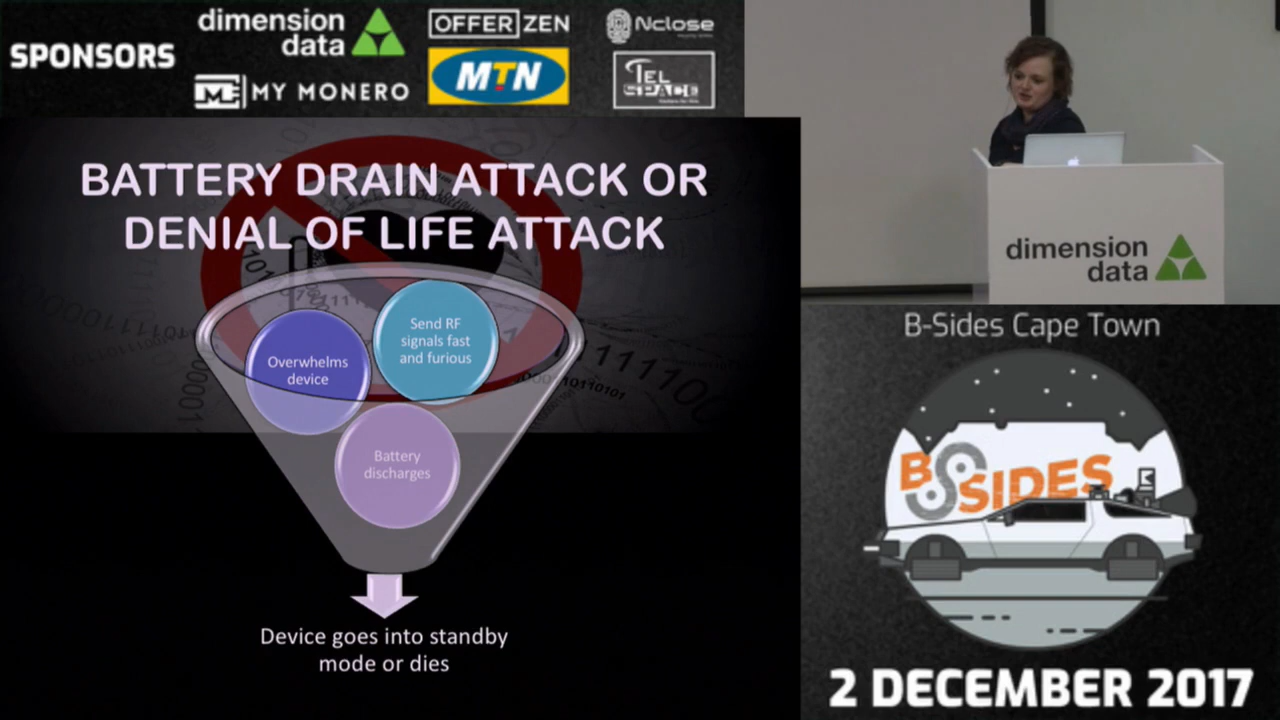 SPONSORS
dimension
data
OFFERZEN
Nclose
MY MONERO
MTN
TEL
SPACE
BATTERY DRAIN ATTACK OR
DENIAL OF LIFE ATTACK
Send RF
signals fast
and furious
Overwhelms
device
Battery
discharges
Device goes into standby
mode or dies
dimension
data
B-Sides Cape Town
BSIDES
2 DECEMBER 2017